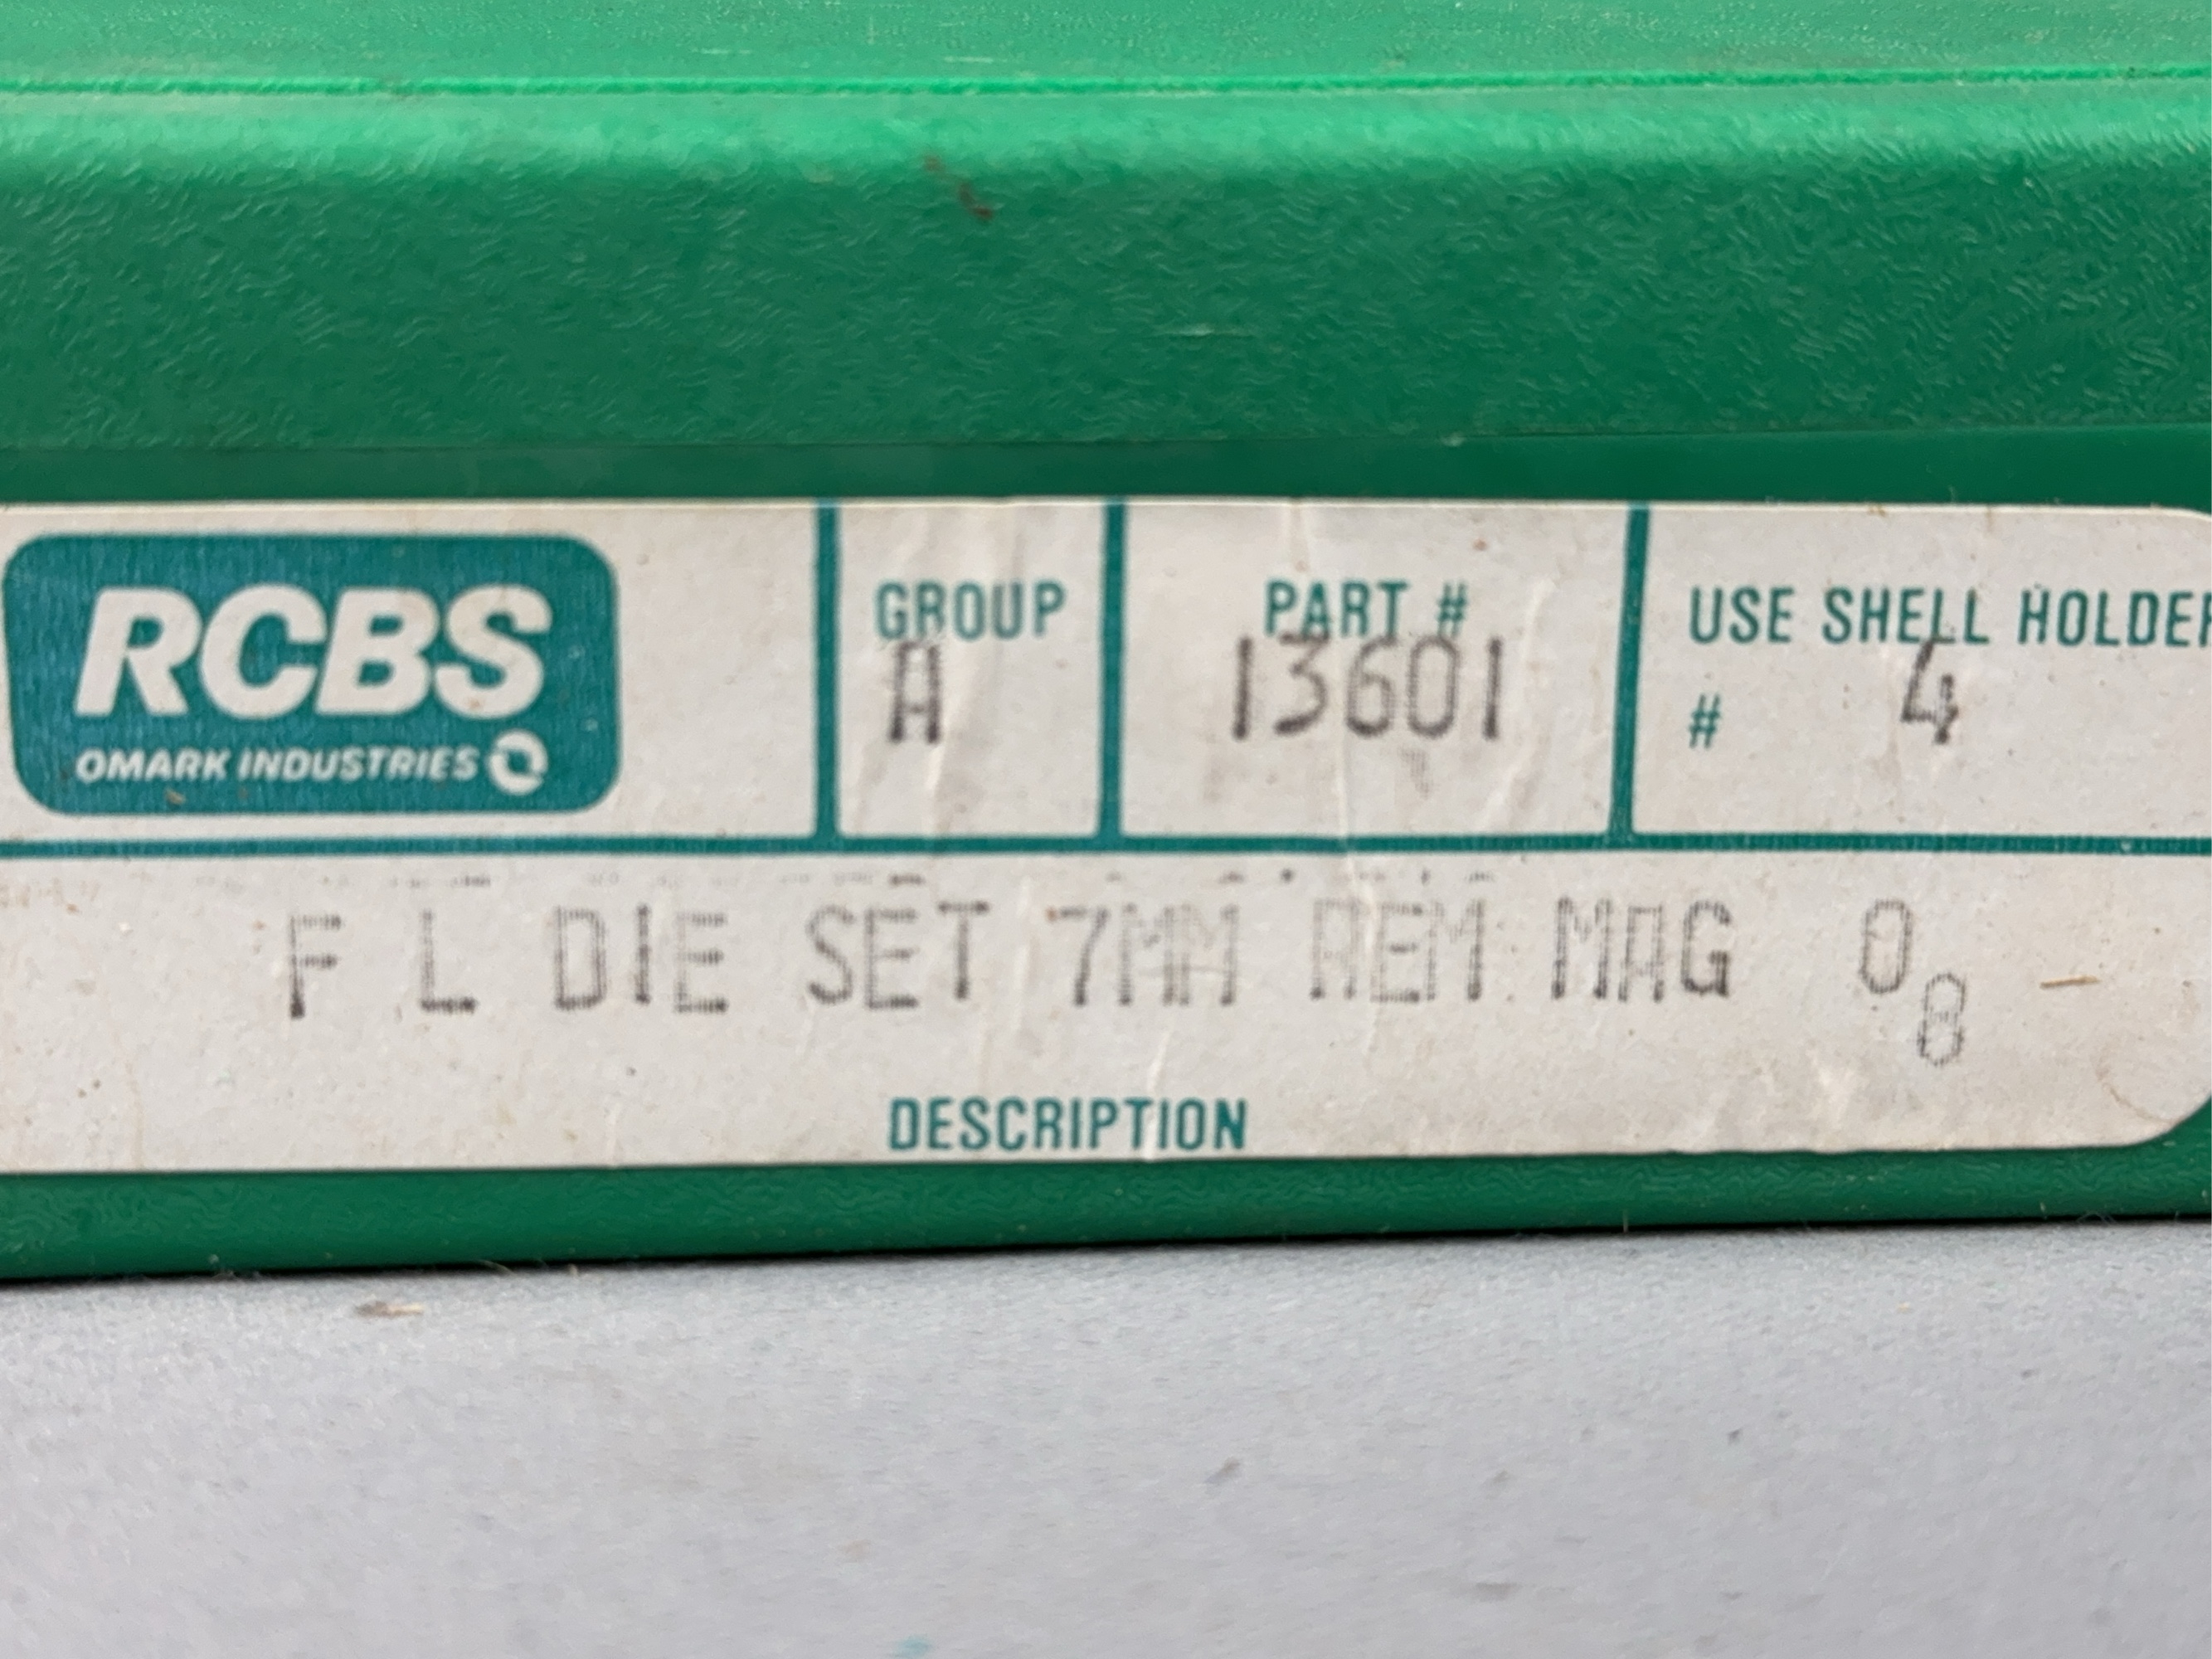 RCBS
OMARK INDUSTRIES
GROUP
A
PART #
13601
USE SHELL HOLDER
# 4
F L DIE SET 7MM REM MAG 0
8
DESCRIPTION